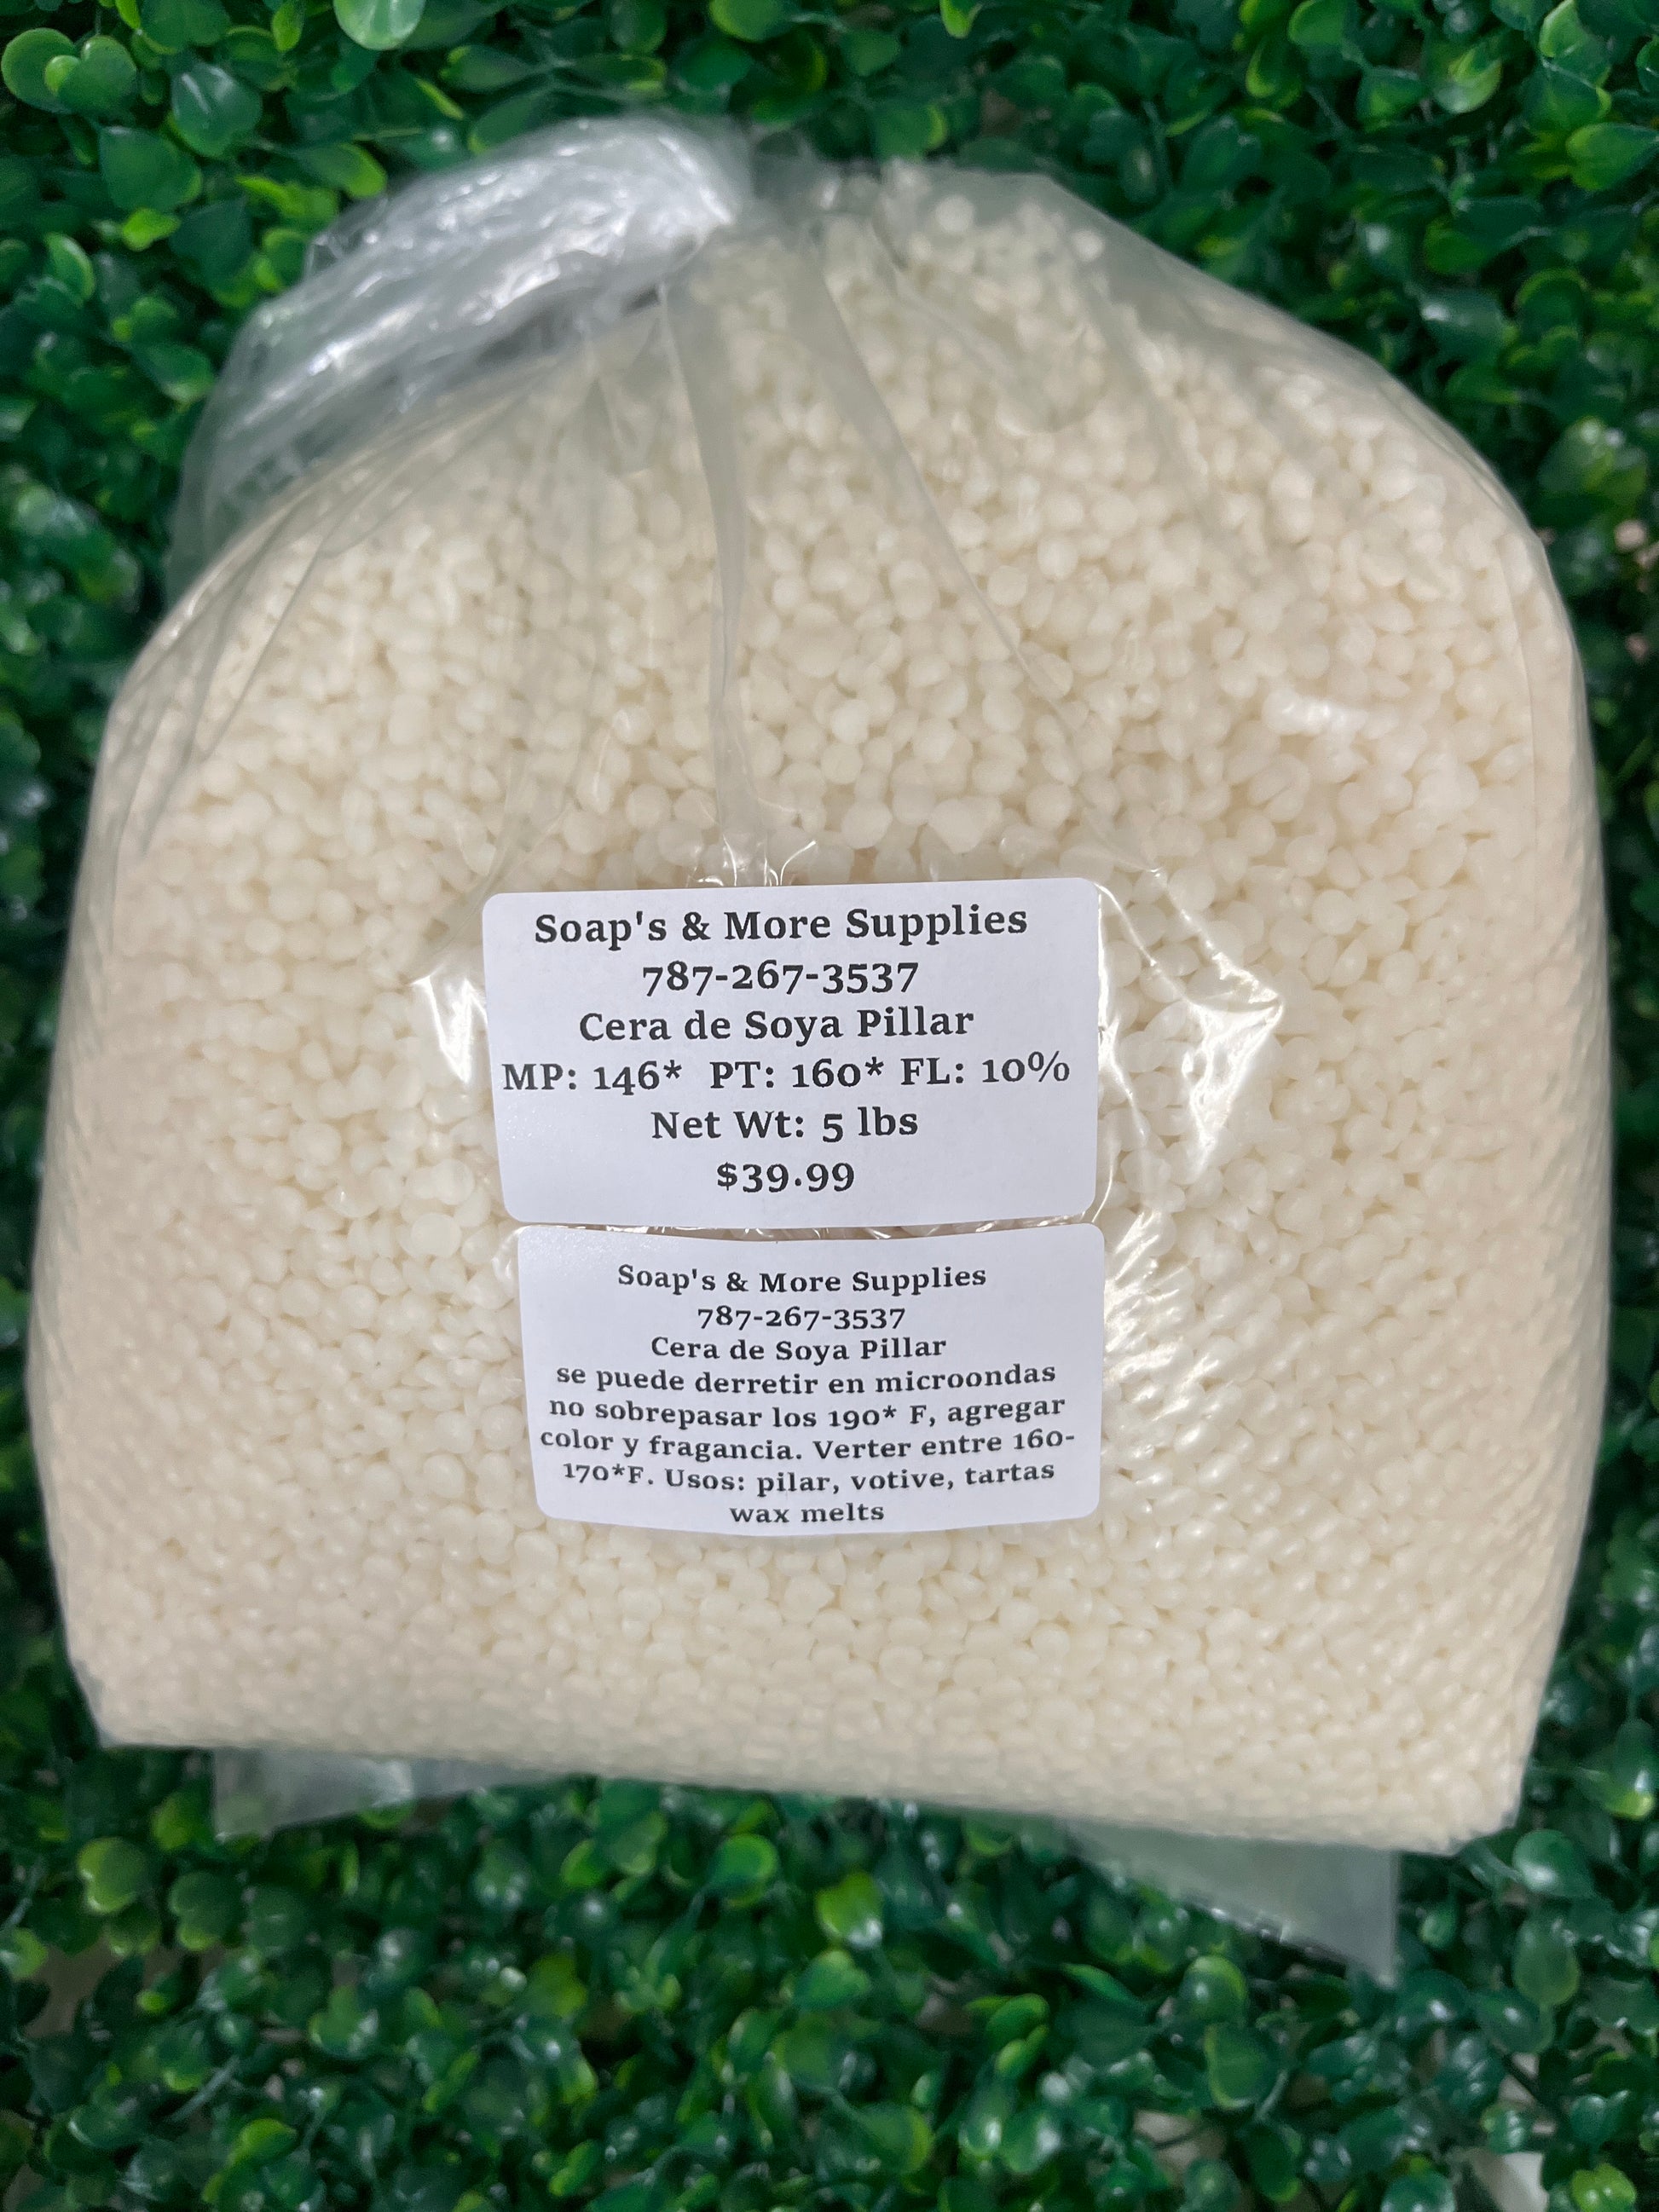 Soap's & More Supplies
787-267-3537
Cera de Soya Pillar
MP: 146* PT: 160* FL: 10%
Net Wt: 5 lbs
$39.99
Soap's & More Supplies
787-267-3537
Cera de Soya Pillar
se puede derretir en microondas
no sobrepasar los 190* F, agregar
color y fragancia. Verter entre 160-
170*F. Usos: pilar, votive, tartas
wax melts